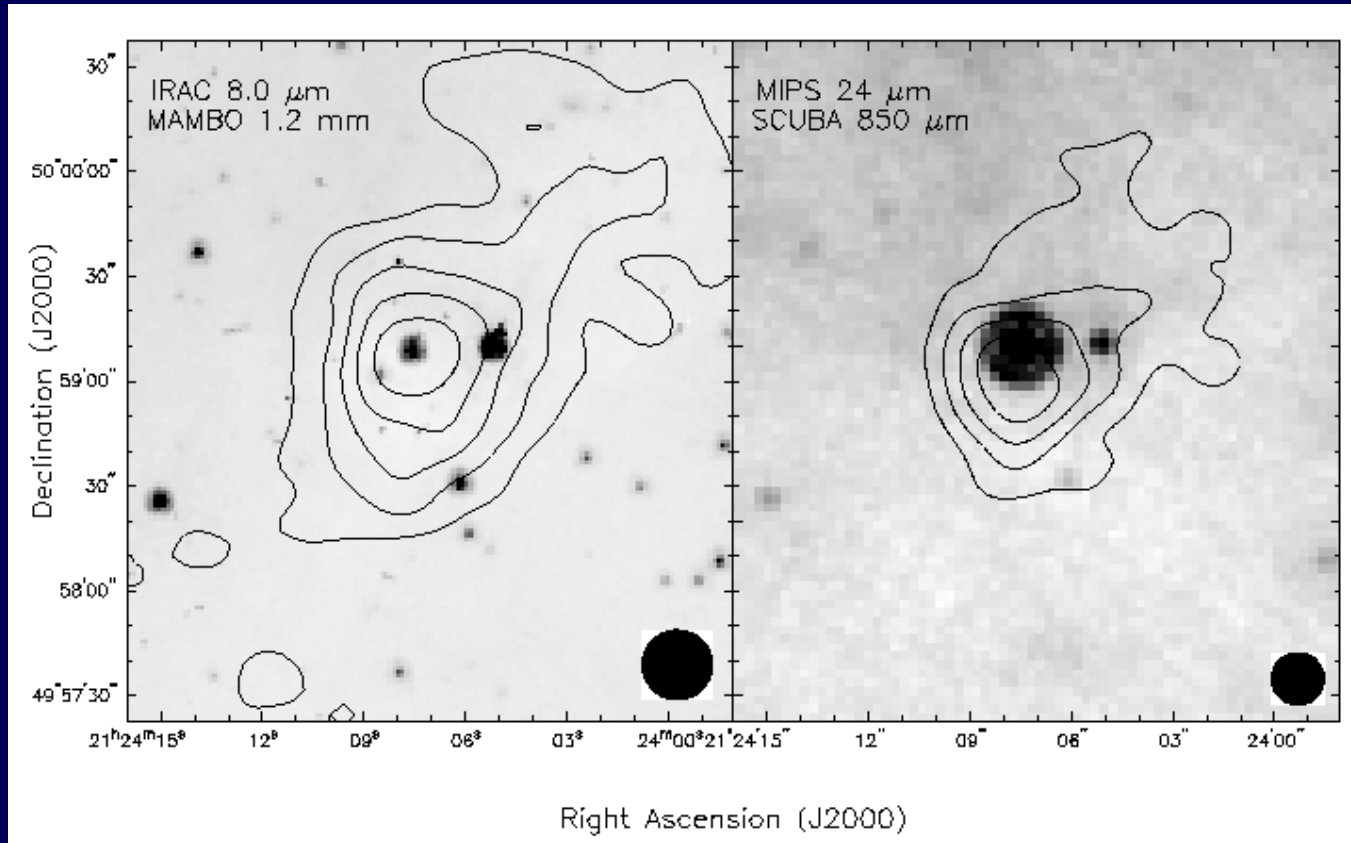 IRAC 8.0 μm
MAMBO 1.2 mm
MIPS 24 μm
SCUBA 850 μm
Declination (J2000)
30"
50°00'00"
30"
59'00"
30"
58'00"
49°57'30"
21ʰ24ᵐ15ˢ 12ˢ 09ˢ 06ˢ 03ˢ 24ᵐ00ˢ21ʰ24ᵐ15ˢ 12ˢ 09ˢ 06ˢ 03ˢ 24ᵐ00ˢ
Right Ascension (J2000)